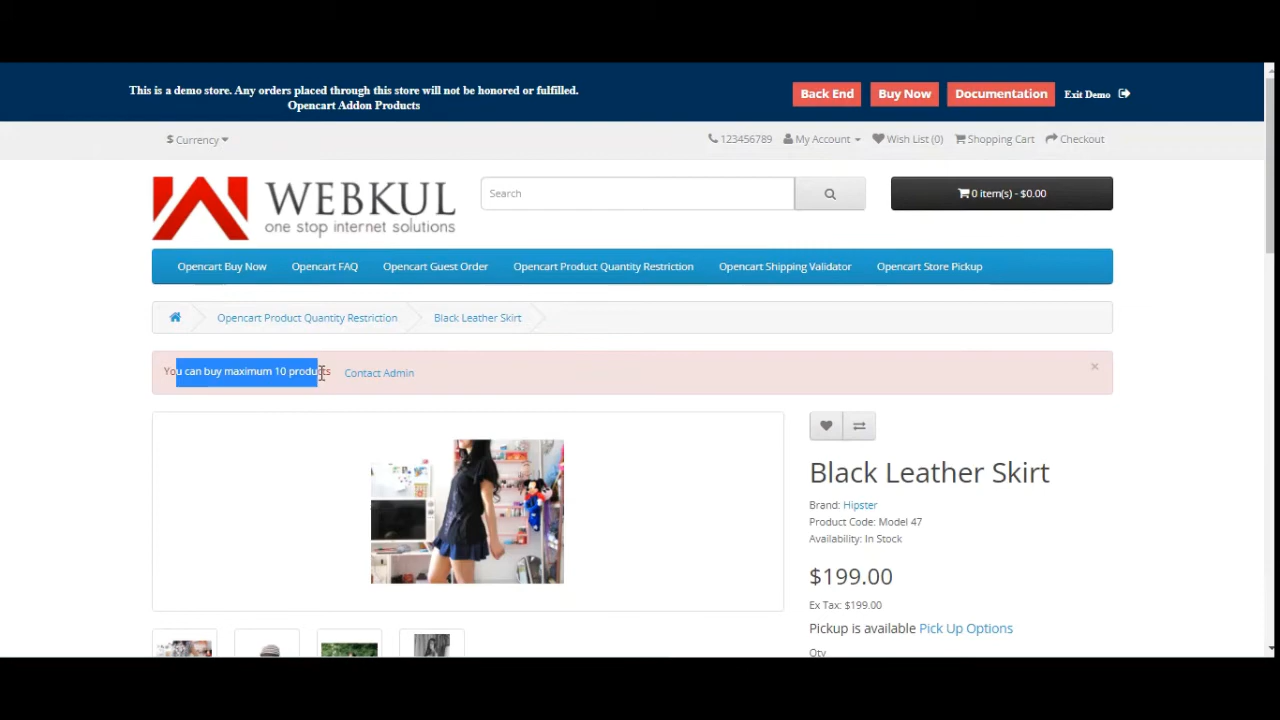 This is a demo store. Any orders placed through this store will not be honored or fulfilled.
Opencart Addon Products
Back End
Buy Now
Documentation
Exit Demo
$ Currency
123456789
My Account
Wish List (0)
Shopping Cart
Checkout
WEBKUL
one stop internet solutions
Search
0 item(s) - $0.00
Opencart Buy Now
Opencart FAQ
Opencart Guest Order
Opencart Product Quantity Restriction
Opencart Shipping Validator
Opencart Store Pickup
Opencart Product Quantity Restriction
Black Leather Skirt
You can buy maximum 10 products
Contact Admin
×
Black Leather Skirt
Brand: Hipster
Product Code: Model 47
Availability: In Stock
$199.00
Ex Tax: $199.00
Pickup is available Pick Up Options
Qty